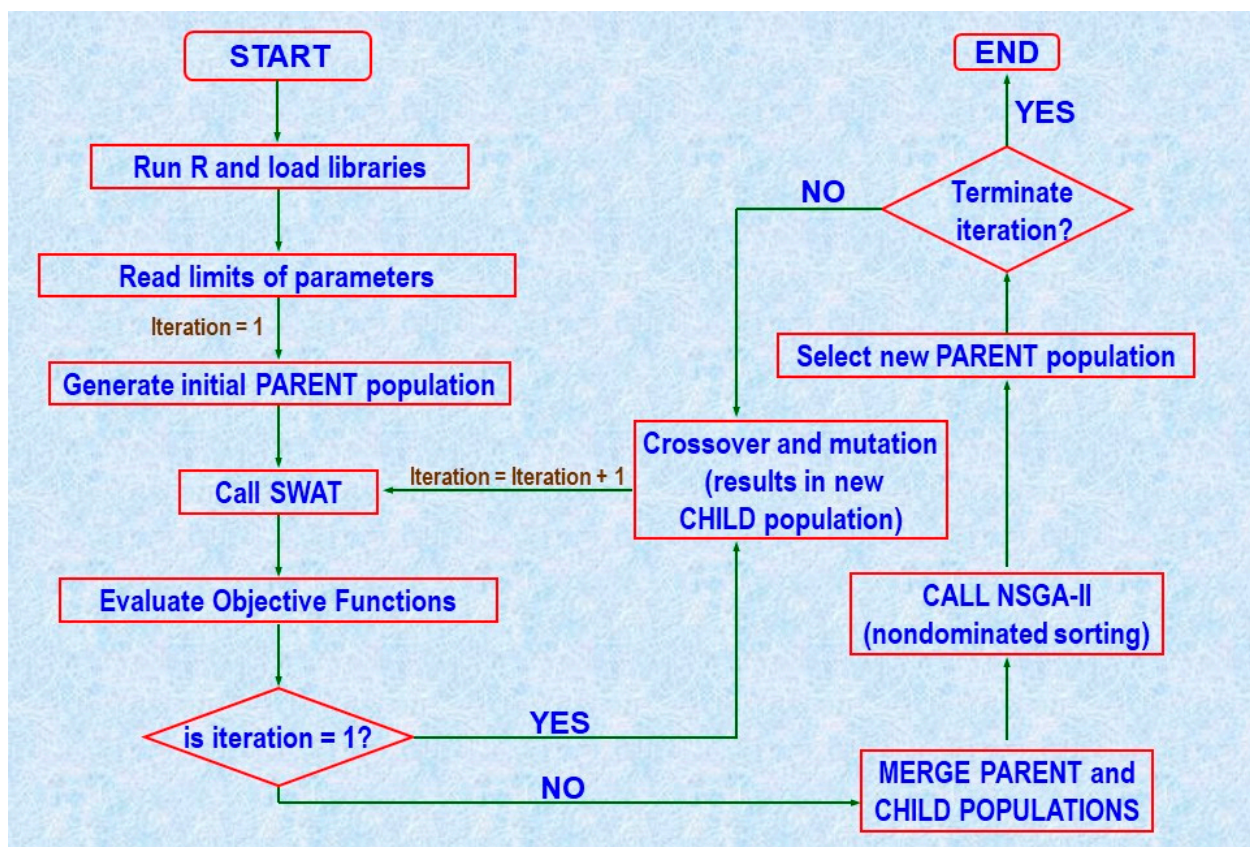 START
Run R and load libraries
Read limits of parameters
Iteration = 1
Generate initial PARENT population
Call SWAT
Evaluate Objective Functions
is iteration = 1?
YES
NO
Iteration = Iteration + 1
Crossover and mutation
(results in new
CHILD population)
MERGE PARENT and
CHILD POPULATIONS
CALL NSGA-II
(nondominated sorting)
Select new PARENT population
Terminate
iteration?
NO
YES
END